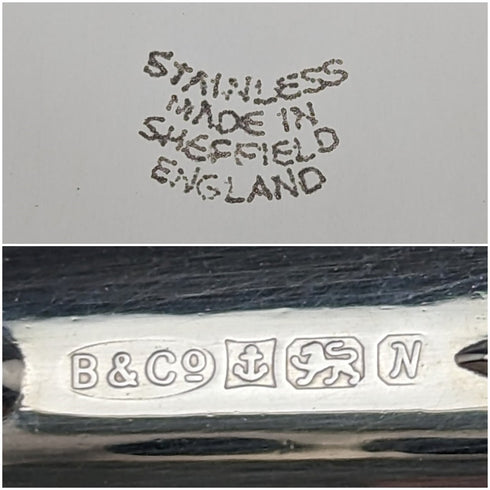 STAINLESS
MADE IN
SHEFFIELD
ENGLAND
B & Co
N